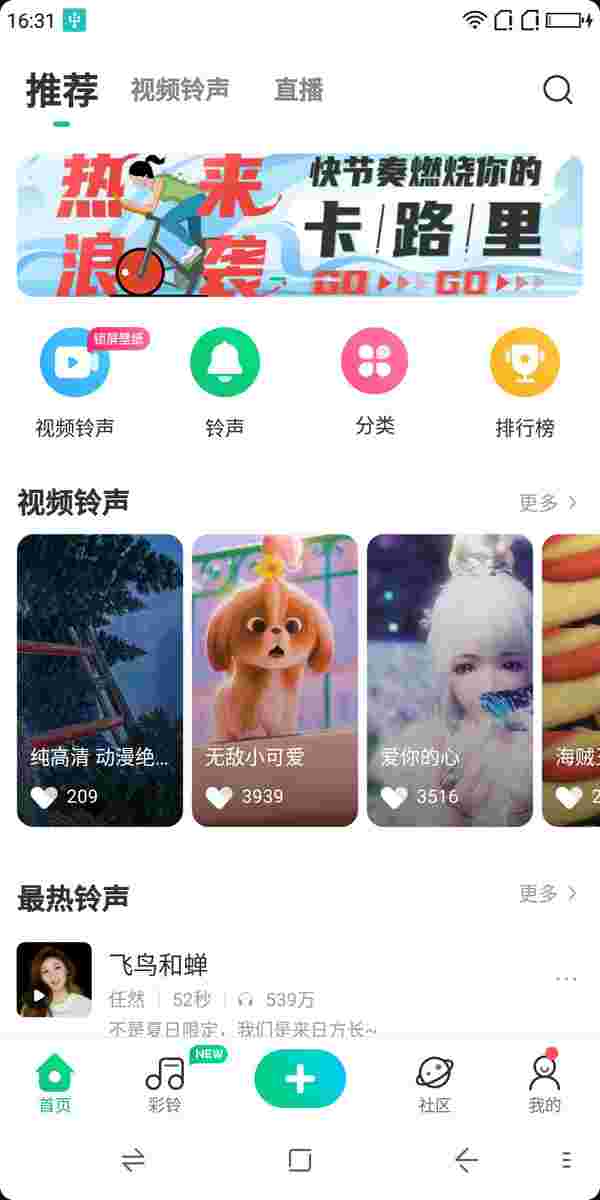 16:31
推荐 视频铃声 直播
热来
浪袭
快节奏燃烧你的
卡路里
GO GO
锁屏壁纸
视频铃声 铃声 分类 排行榜
视频铃声 更多
纯高清 动漫绝... 无敌小可爱 爱你的心 海贼
209 3939 3516 2
最热铃声 更多
飞鸟和蝉
任然 52秒 539万
不是夏日限定，我们是来日方长~
NEW
首页 彩铃 社区 我的